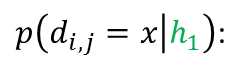 p(d_{i,j} = x|h_1):